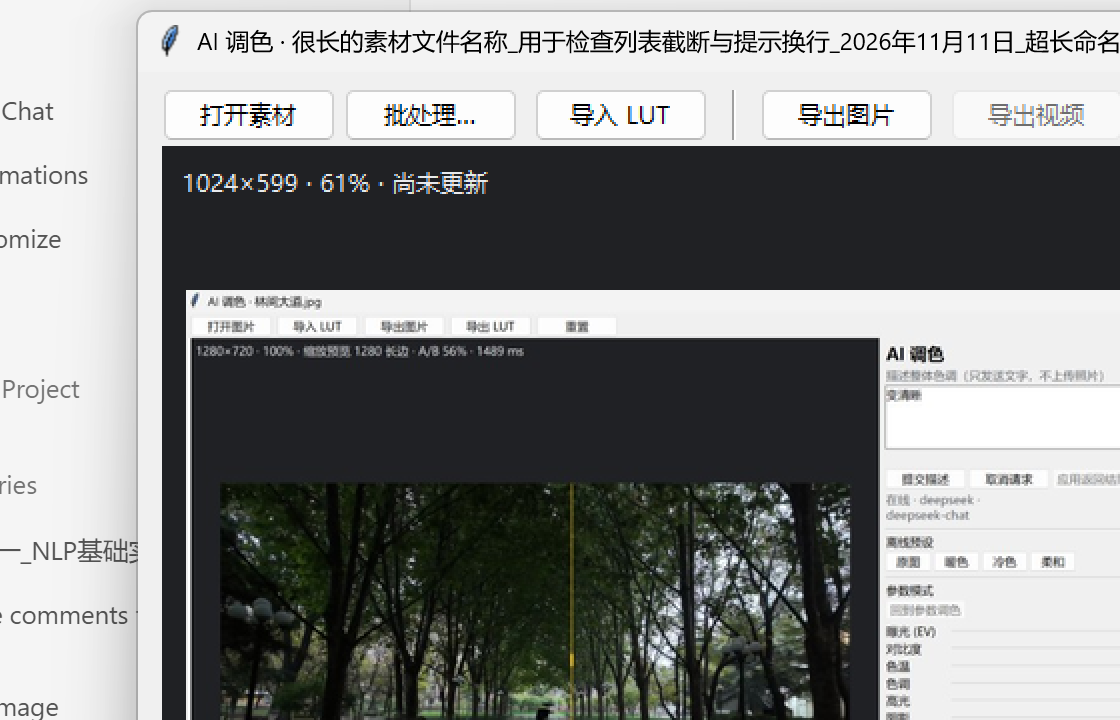 AI 调色 · 很长的素材文件名称_用于检查列表截断与提示换行_2026年11月11日_超长命名
Chat
mations
omize
Project
ries
一_NLP基础实
e comments
mage
打开素材 批处理... 导入 LUT 导出图片 导出视频
1024×599 · 61% · 尚未更新
AI 调色 · 林间大道.jpg
打开图片 导入 LUT 导出图片 导出 LUT 重置
1280×720 · 100% · 缩放预览 1280 长边 · A/B 56% · 1489 ms
AI 调色
描述整体色调（只发送文字，不上传照片）
变清晰
提交描述 取消请求 应用返回结
在线 · deepseek ·
deepseek-chat
离线预设
原图 暖色 冷色 柔和
参数模式
回到参数调色
曝光 (EV)
对比度
色温
色调
高光
阴影